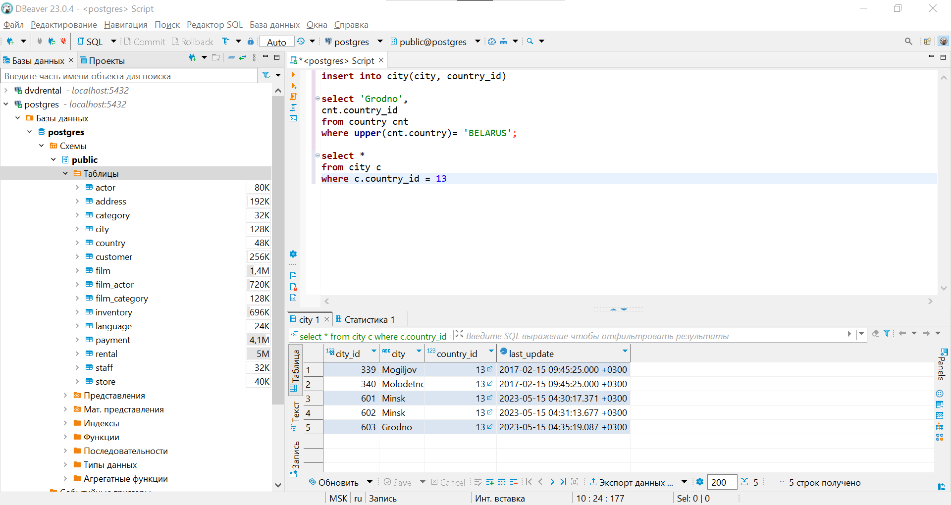 DBeaver 23.0.4 - <postgres> Script
Файл Редактирование Навигация Поиск Редактор SQL База данных Окна Справка
SQL Commit Rollback Auto postgres public@postgres
Базы данных Проекты
*<postgres> Script
Введите часть имени объекта для поиска
dvdrental - localhost:5432
postgres - localhost:5432
Базы данных
postgres
Схемы
public
Таблицы
actor 80K
address 192K
category 32K
city 128K
country 48K
customer 256K
film 1,4M
film_actor 720K
film_category 128K
inventory 696K
language 24K
payment 4,1M
rental 5M
staff 32K
store 40K
Представления
Мат. представления
Индексы
Функции
Последовательности
Типы данных
Агрегатные функции
insert into city(city, country_id)
select 'Grodno',
cnt.country_id
from country cnt
where upper(cnt.country)= 'BELARUS';
select *
from city c
where c.country_id = 13
city 1 Статистика 1
select * from city c where c.country_id Введите SQL выражение чтобы отфильтровать результаты
Таблица
Текст
Запись
Panels
123 city_id ABC city 123 country_id last_update
1 339 Mogiljov 13 2017-02-15 09:45:25.000 +0300
2 340 Molodetno 13 2017-02-15 09:45:25.000 +0300
3 601 Minsk 13 2023-05-15 04:30:17.371 +0300
4 602 Minsk 13 2023-05-15 04:31:13.677 +0300
5 603 Grodno 13 2023-05-15 04:35:19.087 +0300
Обновить Save Cancel Экспорт данных ... 200 5 5 строк получено
MSK ru Запись Инт. вставка 10 : 24 : 177 Sel: 0 | 0